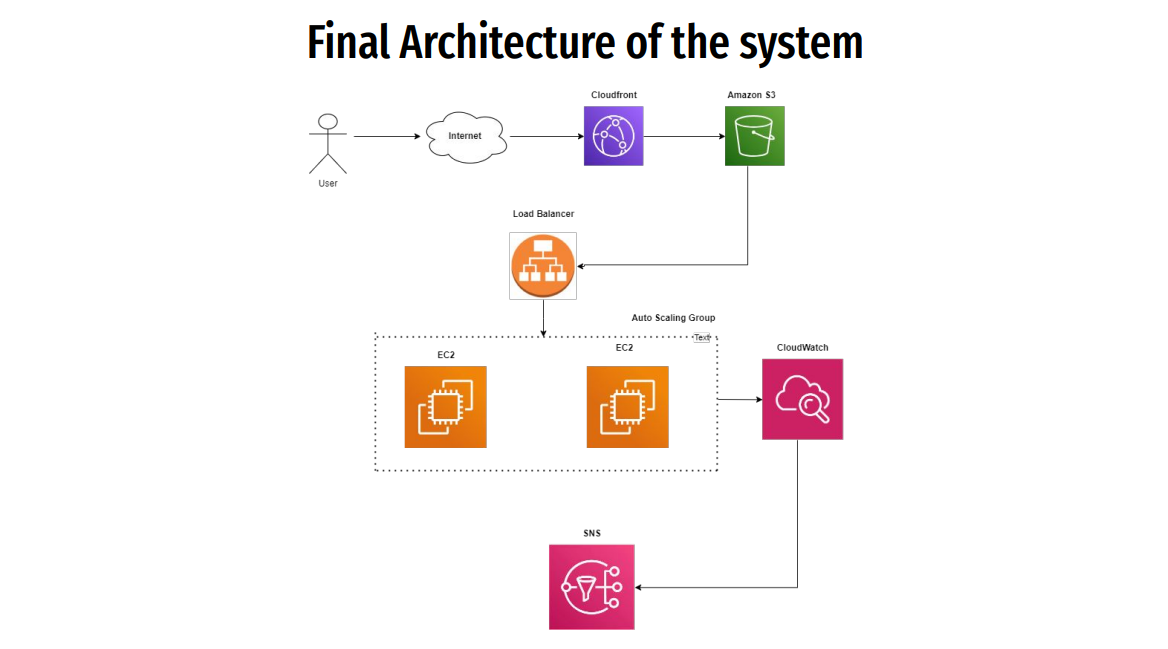 Final Architecture of the system
Cloudfront
Amazon S3
Internet
User
Load Balancer
Auto Scaling Group
Text
EC2
EC2
CloudWatch
SNS